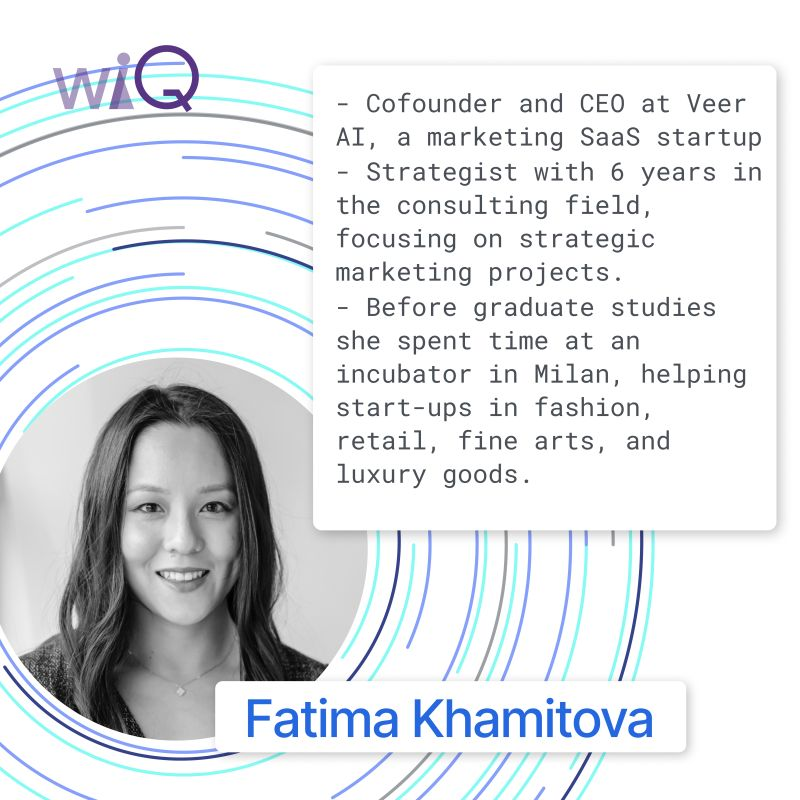 wiQ
- Cofounder and CEO at Veer
AI, a marketing SaaS startup
- Strategist with 6 years in
the consulting field,
focusing on strategic
marketing projects.
- Before graduate studies
she spent time at an
incubator in Milan, helping
start-ups in fashion,
retail, fine arts, and
luxury goods.
Fatima Khamitova